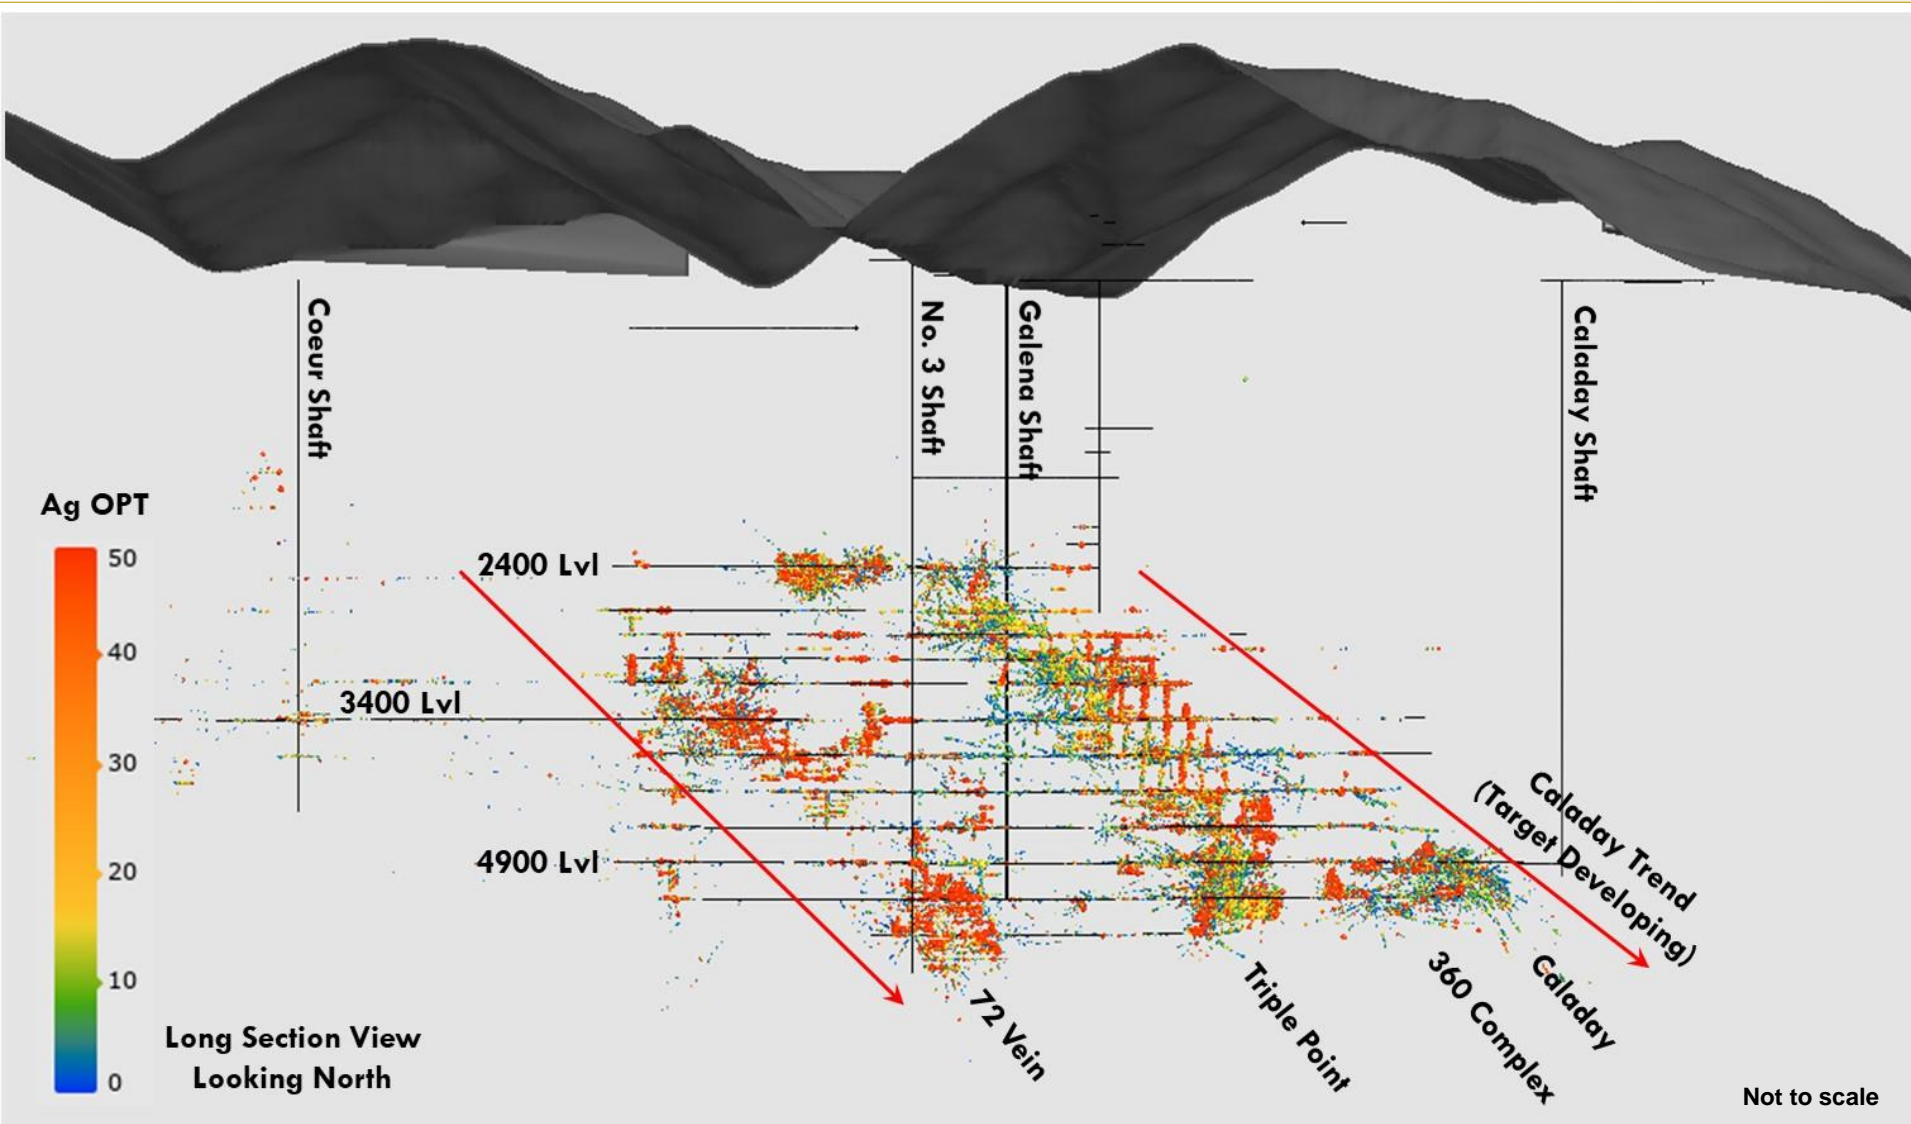 Coeur Shaft
No. 3 Shaft
Galena Shaft
Caladay Shaft
Ag OPT
50
40
30
20
10
0
2400 Lvl
3400 Lvl
4900 Lvl
Caladay Trend
(Target Developing)
72 Vein
Triple Point
360 Complex
Caladay
Long Section View
Looking North
Not to scale